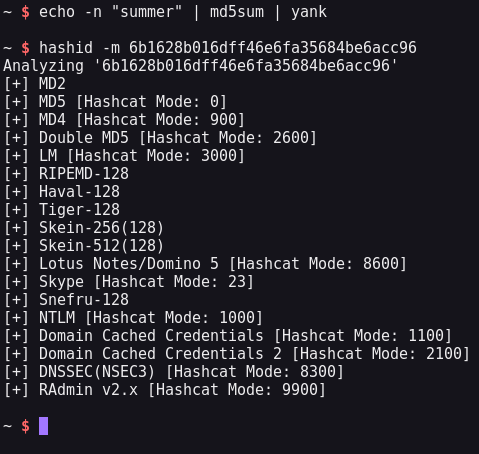 ~ $ echo -n "summer" | md5sum | yank
~ $ hashid -m 6b1628b016dff46e6fa35684be6acc96
Analyzing '6b1628b016dff46e6fa35684be6acc96'
[+] MD2
[+] MD5 [Hashcat Mode: 0]
[+] MD4 [Hashcat Mode: 900]
[+] Double MD5 [Hashcat Mode: 2600]
[+] LM [Hashcat Mode: 3000]
[+] RIPEMD-128
[+] Haval-128
[+] Tiger-128
[+] Skein-256(128)
[+] Skein-512(128)
[+] Lotus Notes/Domino 5 [Hashcat Mode: 8600]
[+] Skype [Hashcat Mode: 23]
[+] Snefru-128
[+] NTLM [Hashcat Mode: 1000]
[+] Domain Cached Credentials [Hashcat Mode: 1100]
[+] Domain Cached Credentials 2 [Hashcat Mode: 2100]
[+] DNSSEC(NSEC3) [Hashcat Mode: 8300]
[+] RAdmin v2.x [Hashcat Mode: 9900]
~ $